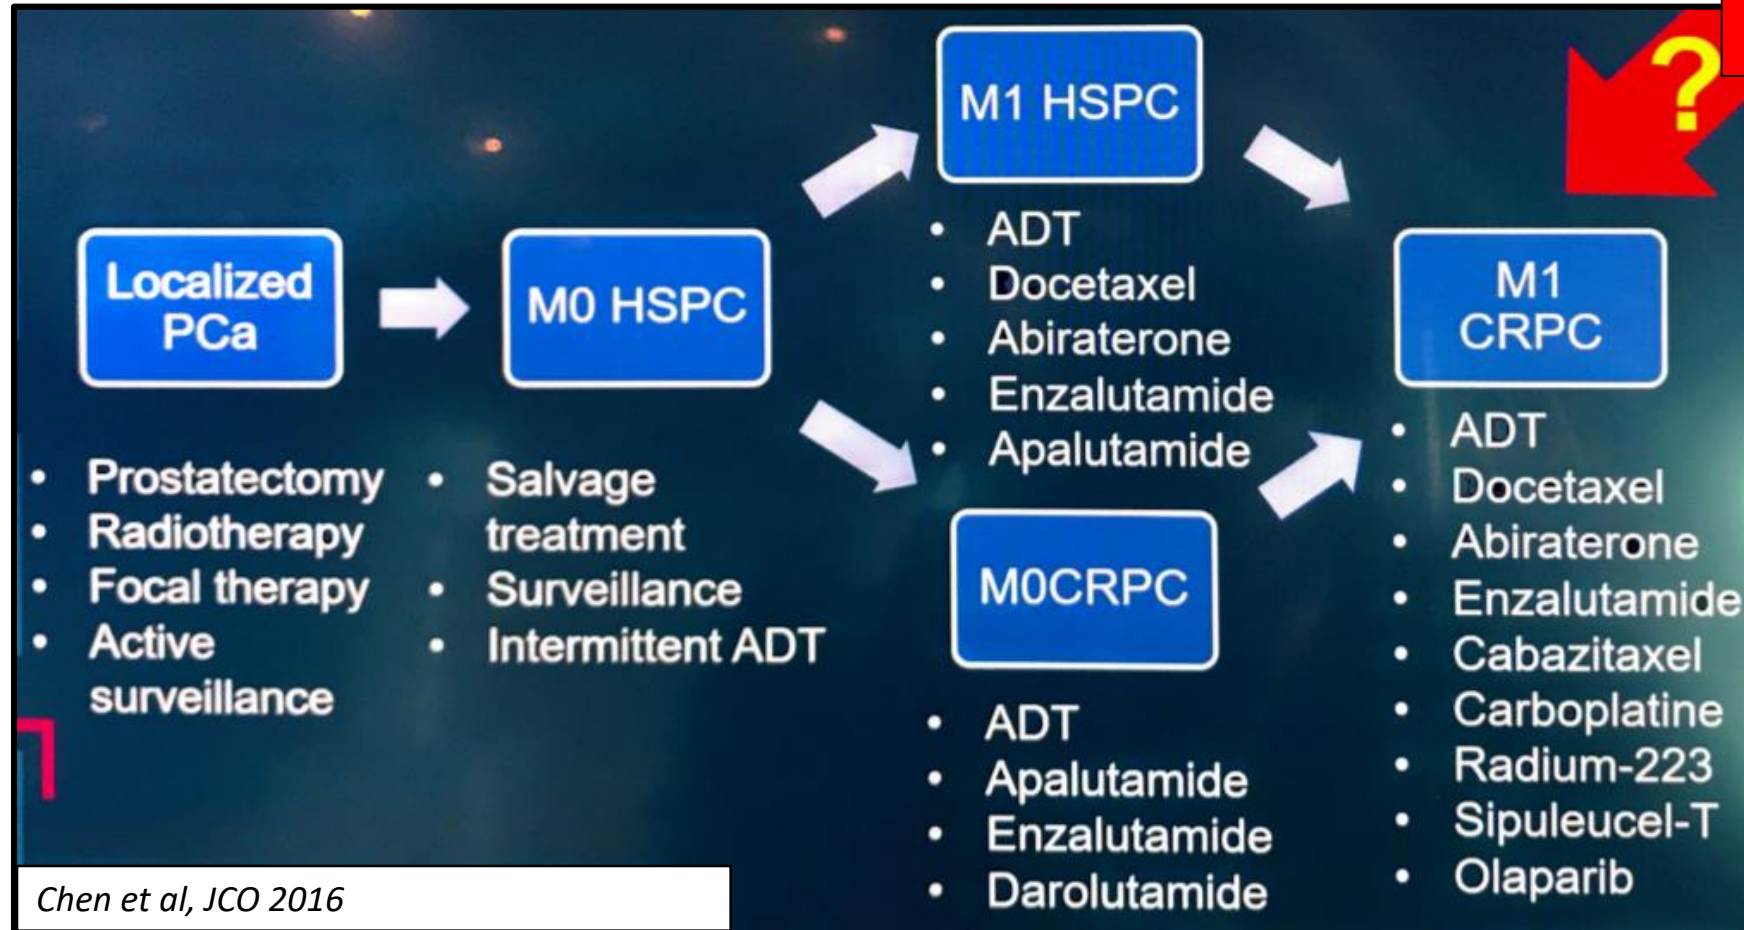 ?
Localized
PCa
• Prostatectomy
• Radiotherapy
• Focal therapy
• Active
surveillance
M0 HSPC
• Salvage
treatment
• Surveillance
• Intermittent ADT
M1 HSPC
• ADT
• Docetaxel
• Abiraterone
• Enzalutamide
• Apalutamide
M0CRPC
• ADT
• Apalutamide
• Enzalutamide
• Darolutamide
M1
CRPC
• ADT
• Docetaxel
• Abiraterone
• Enzalutamide
• Cabazitaxel
• Carboplatine
• Radium-223
• Sipuleucel-T
• Olaparib
Chen et al, JCO 2016